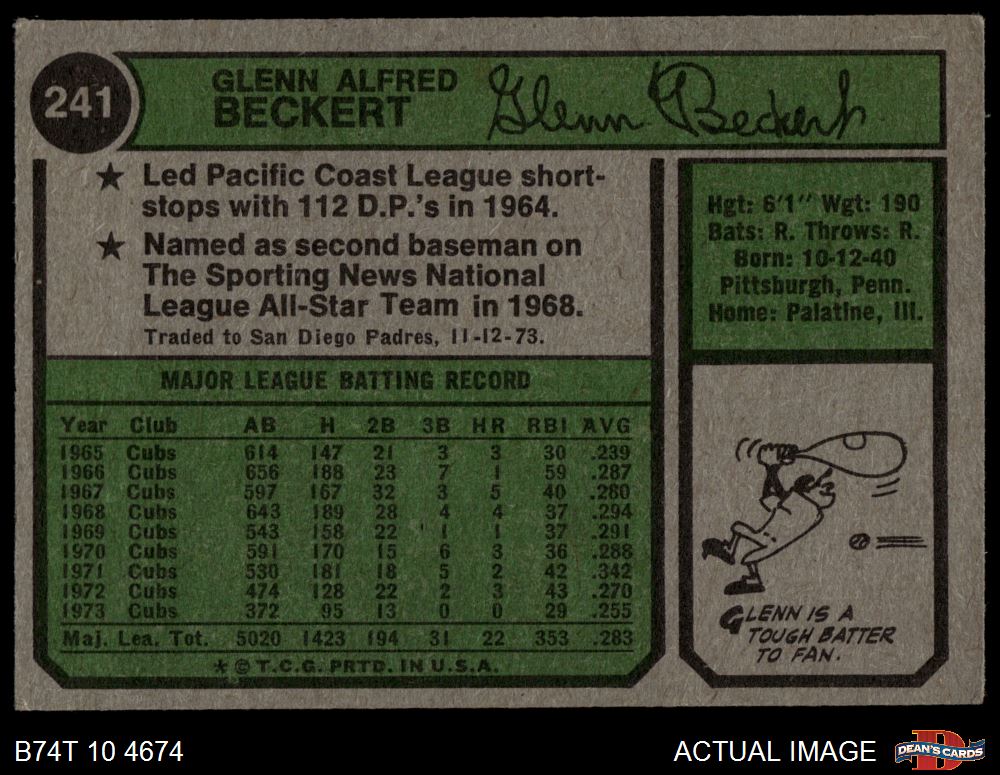 241
GLENN ALFRED
BECKERT
Glenn Beckert
★ Led Pacific Coast League short-
stops with 112 D.P.'s in 1964.
★ Named as second baseman on
The Sporting News National
League All-Star Team in 1968.
Traded to San Diego Padres, 11-12-73.
Hgt: 6'1" Wgt: 190
Bats: R. Throws: R.
Born: 10-12-40
Pittsburgh, Penn.
Home: Palatine, Ill.
MAJOR LEAGUE BATTING RECORD
Year Club AB H 2B 3B HR RBI AVG
1965 Cubs 614 147 21 3 3 30 .239
1966 Cubs 656 188 23 7 1 59 .287
1967 Cubs 597 167 32 3 5 40 .280
1968 Cubs 643 189 28 4 4 37 .294
1969 Cubs 543 158 22 1 1 37 .291
1970 Cubs 591 170 15 6 3 36 .288
1971 Cubs 530 181 18 5 2 42 .342
1972 Cubs 474 128 22 2 3 43 .270
1973 Cubs 372 95 13 0 0 29 .255
Maj. Lea. Tot. 5020 1423 194 31 22 353 .283
★ © T.C.G. PRTD. IN U.S.A.
GLENN IS A
TOUGH BATTER
TO FAN.
B74T 10 4674
ACTUAL IMAGE
D
DEAN'S CARDS